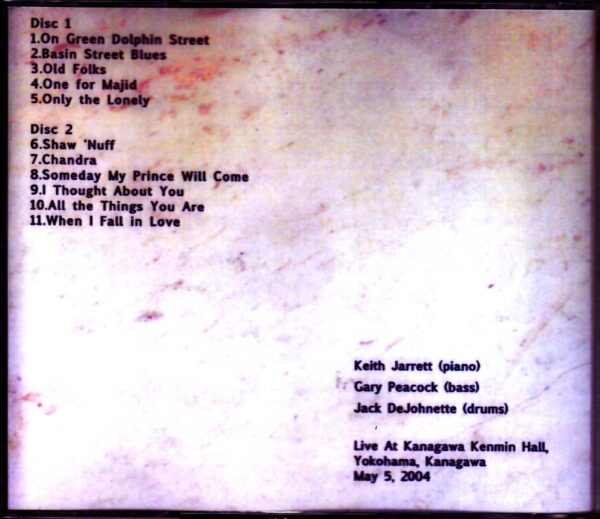 Disc 1
1.On Green Dolphin Street
2.Basin Street Blues
3.Old Folks
4.One for Majid
5.Only the Lonely
Disc 2
6.Shaw 'Nuff
7.Chandra
8.Someday My Prince Will Come
9.I Thought About You
10.All the Things You Are
11.When I Fall in Love
Keith Jarrett (piano)
Gary Peacock (bass)
Jack DeJohnette (drums)
Live At Kanagawa Kenmin Hall,
Yokohama, Kanagawa
May 5, 2004